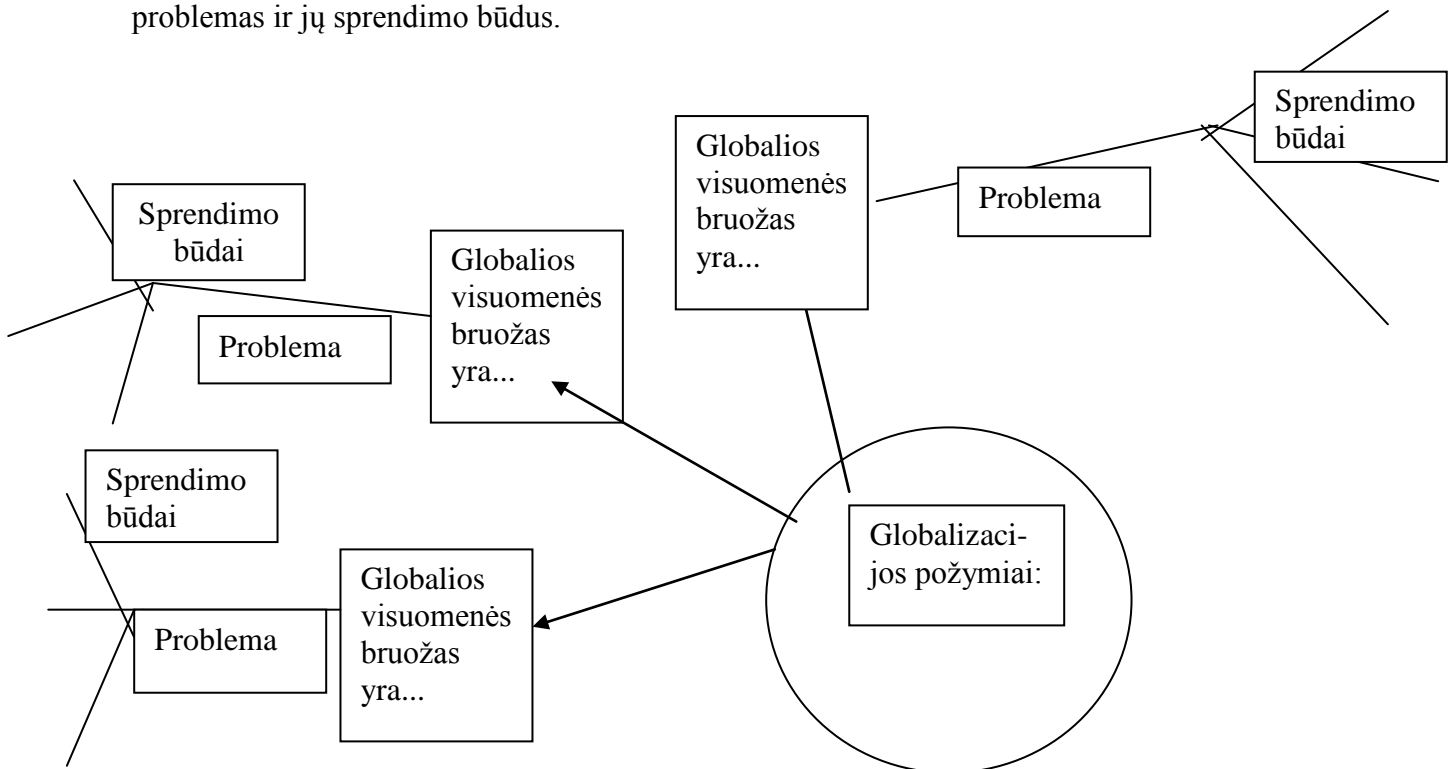 problemas ir jų sprendimo būdus.
Sprendimo
būdai
Globalios
visuomenės
bruožas
yra...
Problema
Sprendimo
būdai
Globalios
visuomenės
bruožas
yra...
Problema
Sprendimo
būdai
Globalizaci-
jos požymiai:
Globalios
visuomenės
bruožas
yra...
Problema